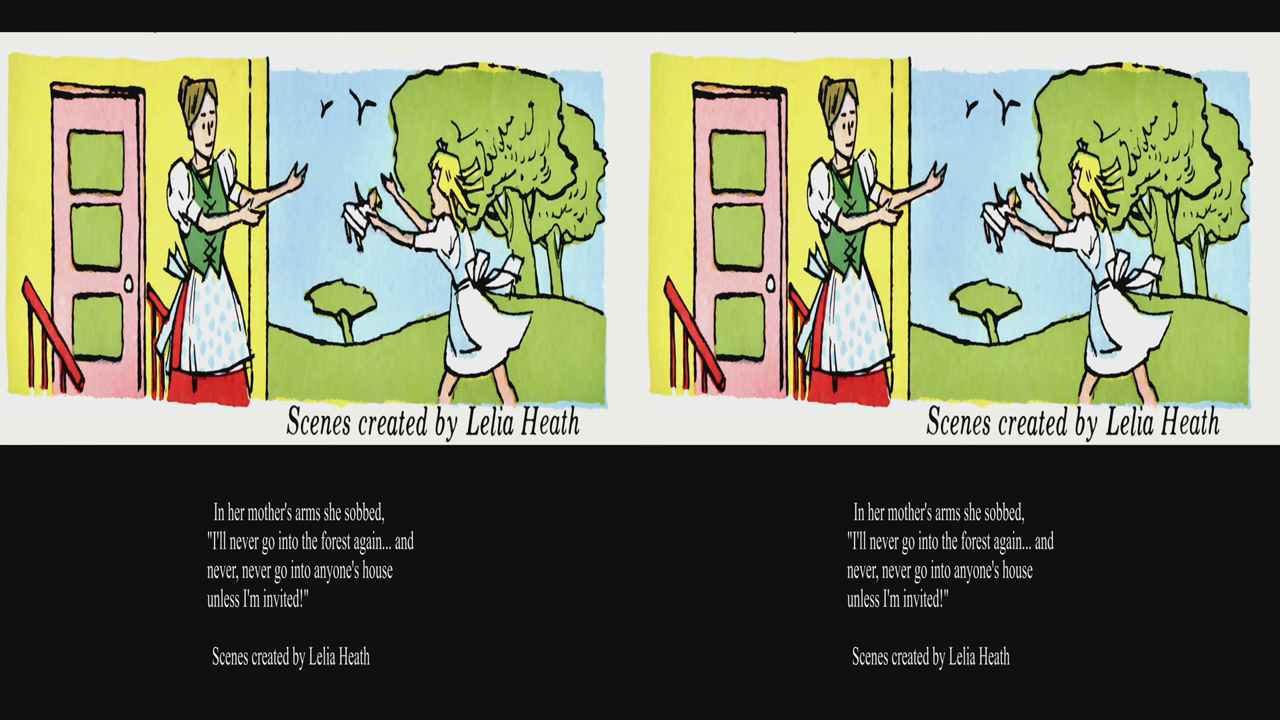 Scenes created by Lelia Heath
Scenes created by Lelia Heath
In her mother's arms she sobbed,
"I'll never go into the forest again... and
never, never go into anyone's house
unless I'm invited!"
Scenes created by Lelia Heath
In her mother's arms she sobbed,
"I'll never go into the forest again... and
never, never go into anyone's house
unless I'm invited!"
Scenes created by Lelia Heath